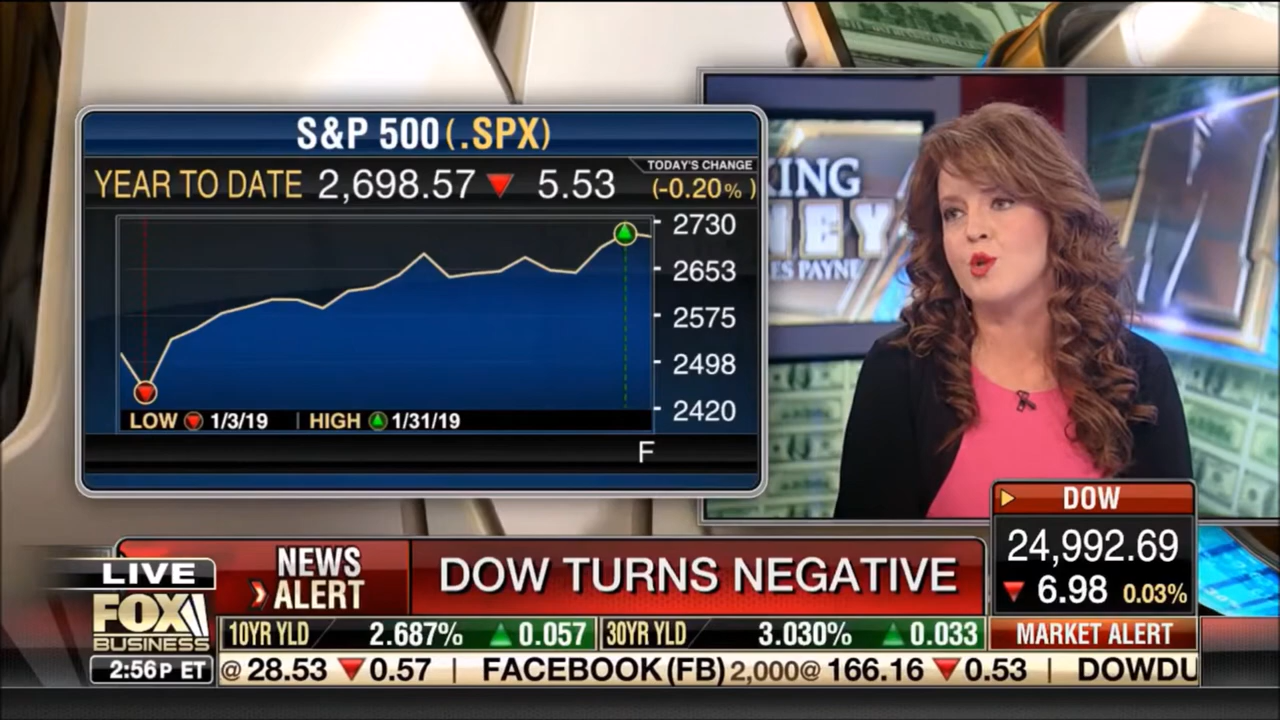 S&P 500 (.SPX)
TODAY'S CHANGE
YEAR TO DATE 2,698.57 ▼ 5.53 (-0.20%)
2730
2653
2575
2498
2420
LOW ▼ 1/3/19 | HIGH ▲ 1/31/19
F
KING
NEY
ES PAYNE
DOW
24,992.69
▼ 6.98 0.03%
MARKET ALERT
NEWS
ALERT
DOW TURNS NEGATIVE
LIVE
FOX
BUSINESS
2:56P ET
10YR YLD 2.687% ▲ 0.057 30YR YLD 3.030% ▲ 0.033
@ 28.53 ▼ 0.57 | FACEBOOK (FB) 2,000@ 166.16 ▼ 0.53 | DOWDU